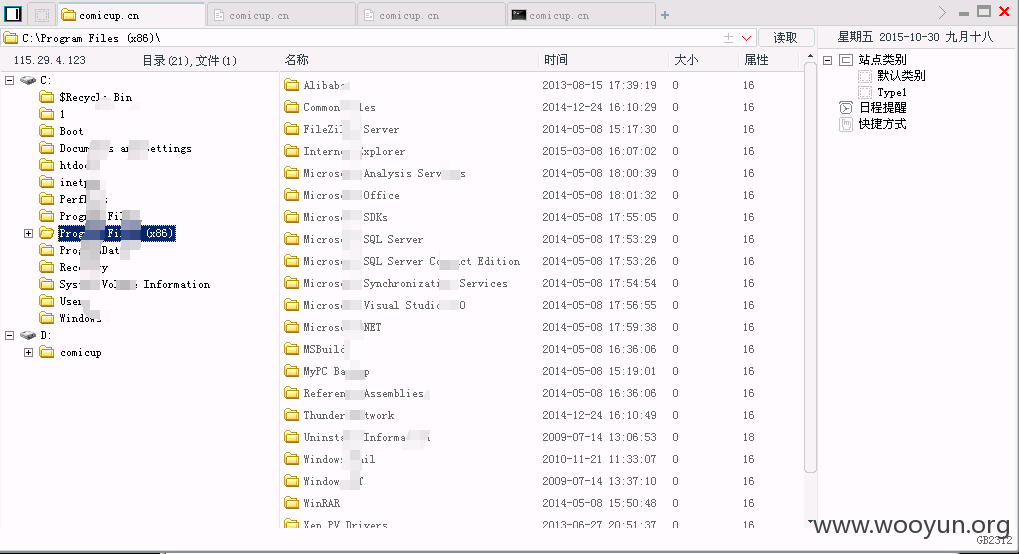 comicup.cn comicup.cn comicup.cn comicup.cn
C:\Program Files (x86)\ 读取 星期五 2015-10-30 九月十八
115.29.4.123 目录(21),文件(1) 名称 时间 大小 属性
C:
$Recycle Bin
1
Boot
Documents and Settings
htdoc
inetp
Perf
Program Files
Program Files (x86)
ProgramData
Recovery
System Volume Information
Users
Windows
D:
comicup
Alibaba 2013-08-15 17:39:19 0 16
Common Files 2014-12-24 16:10:29 0 16
FileZilla Server 2014-05-08 15:17:30 0 16
Internet Explorer 2015-03-08 16:07:02 0 16
Microsoft Analysis Services 2014-05-08 18:00:39 0 16
Microsoft Office 2014-05-08 18:01:32 0 16
Microsoft SDKs 2014-05-08 17:55:05 0 16
Microsoft SQL Server 2014-05-08 17:53:29 0 16
Microsoft SQL Server Compact Edition 2014-05-08 17:53:26 0 16
Microsoft Synchronization Services 2014-05-08 17:54:54 0 16
Microsoft Visual Studio 0 2014-05-08 17:56:55 0 16
Microsoft NET 2014-05-08 17:59:38 0 16
MSBuild 2014-05-08 16:36:06 0 16
MyPC Backup 2014-05-08 15:19:01 0 16
Reference Assemblies 2014-05-08 16:36:06 0 16
Thunder Network 2014-12-24 16:10:49 0 16
Uninstall Information 2009-07-14 13:06:53 0 18
Windows Mail 2010-11-21 11:33:07 0 16
Windows NT 2009-07-14 13:37:10 0 16
WinRAR 2014-05-08 15:50:48 0 16
Xen PV Drivers 2013-06-27 20:51:37 0 16
站点类别
默认类别
Type1
日程提醒
快捷方式
www.wooyun.org
GB2312